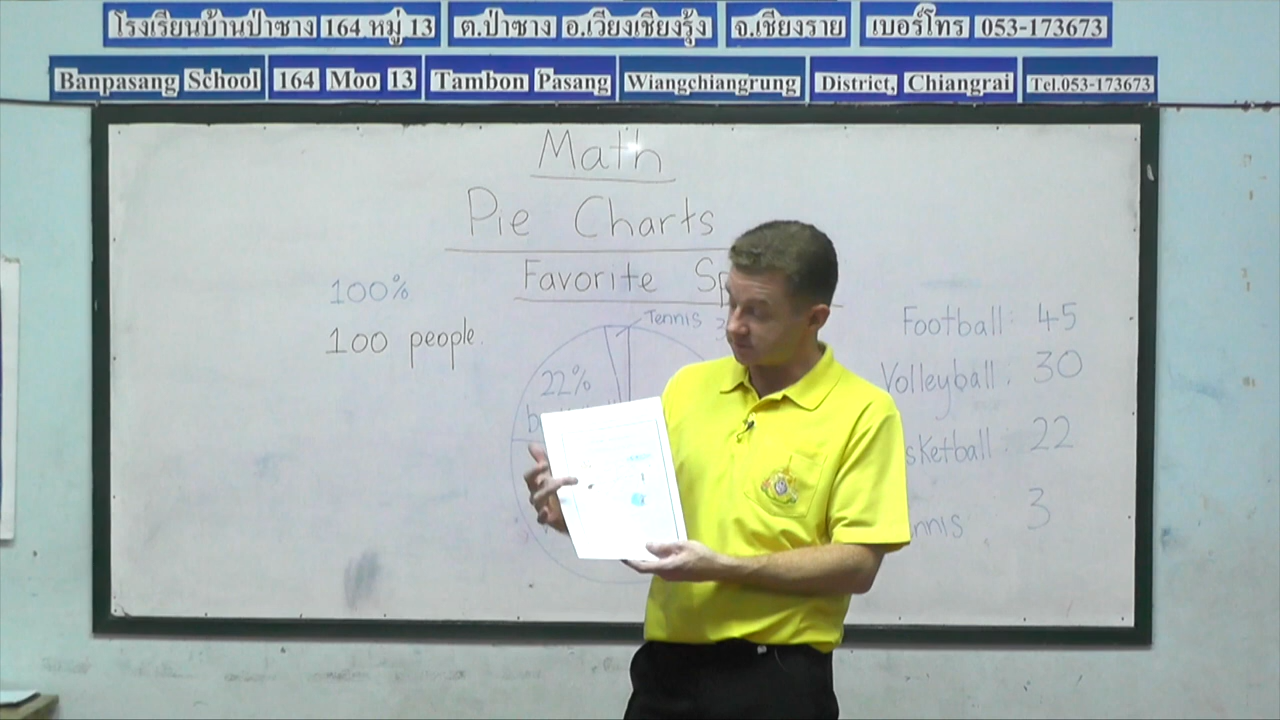 โรงเรียนบ้านป่าซาง 164 หมู่ 13 ต.ป่าซาง อ.เวียงเชียงรุ้ง จ.เชียงราย เบอร์โทร 053-173673
Banpasang School 164 Moo 13 Tambon Pasang Wiangchiangrung District, Chiangrai Tel.053-173673
Math
Pie Charts
Favorite Sp
100%
100 people.
Tennis
22%
Football: 45
Volleyball: 30
sketball: 22
nnis: 3